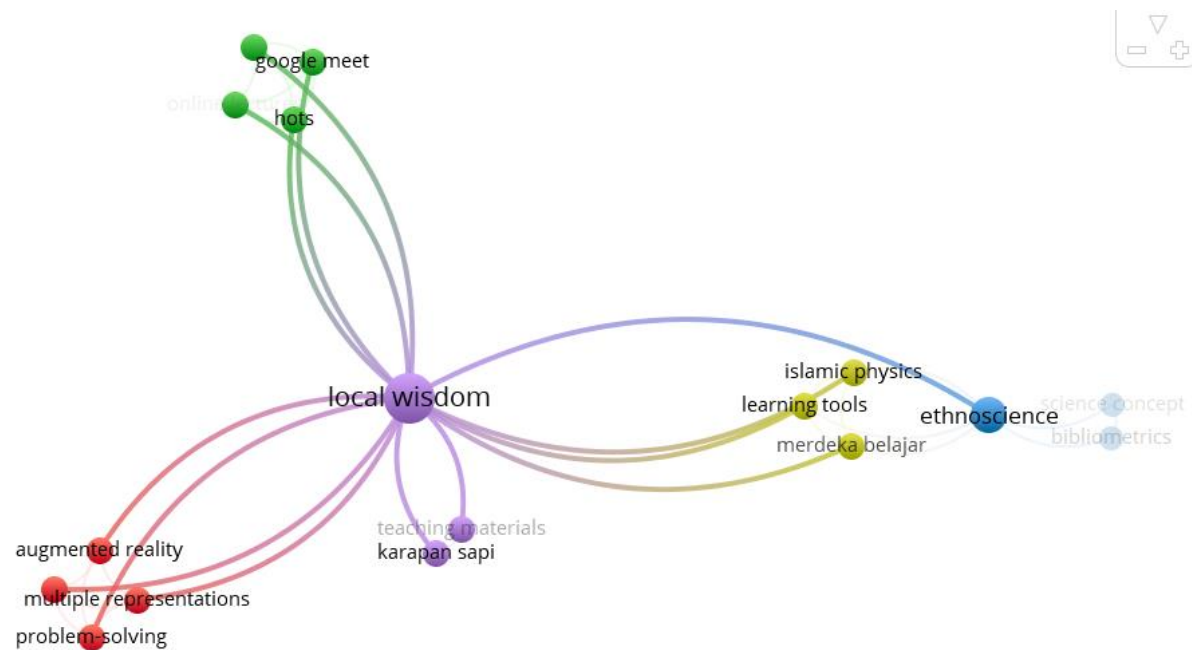 google meet
hots
islamic physics
local wisdom
learning tools
science concept
ethnoscience
bibliometrics
merdeka belajar
teaching materials
augmented reality
karapan sapi
multiple representations
problem-solving